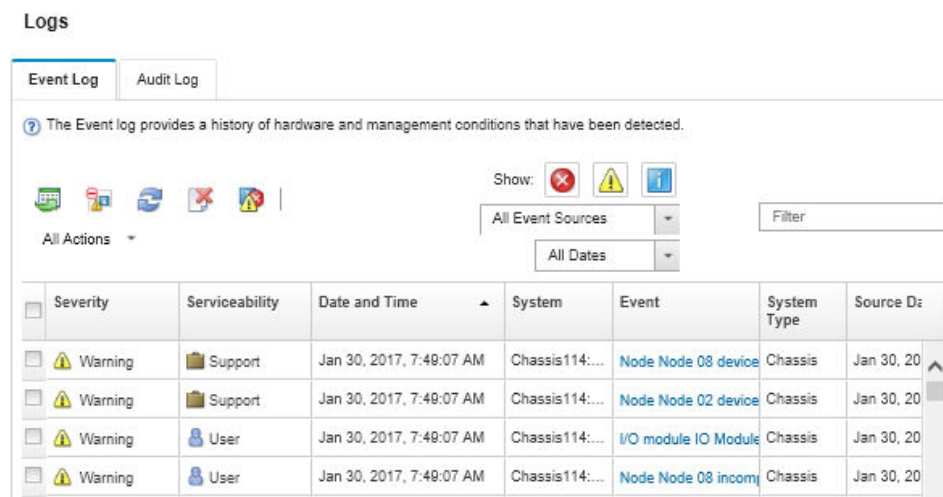 Logs
Event Log Audit Log
? The Event log provides a history of hardware and management conditions that have been detected.
Show:
All Event Sources
Filter
All Actions
All Dates
Severity Serviceability Date and Time System Event System Type Source Da
Warning Support Jan 30, 2017, 7:49:07 AM Chassis114:... Node Node 08 device Chassis Jan 30, 20
Warning Support Jan 30, 2017, 7:49:07 AM Chassis114:... Node Node 02 device Chassis Jan 30, 20
Warning User Jan 30, 2017, 7:49:07 AM Chassis114:... I/O module IO Module Chassis Jan 30, 20
Warning User Jan 30, 2017, 7:49:07 AM Chassis114:... Node Node 08 incomp Chassis Jan 30, 20